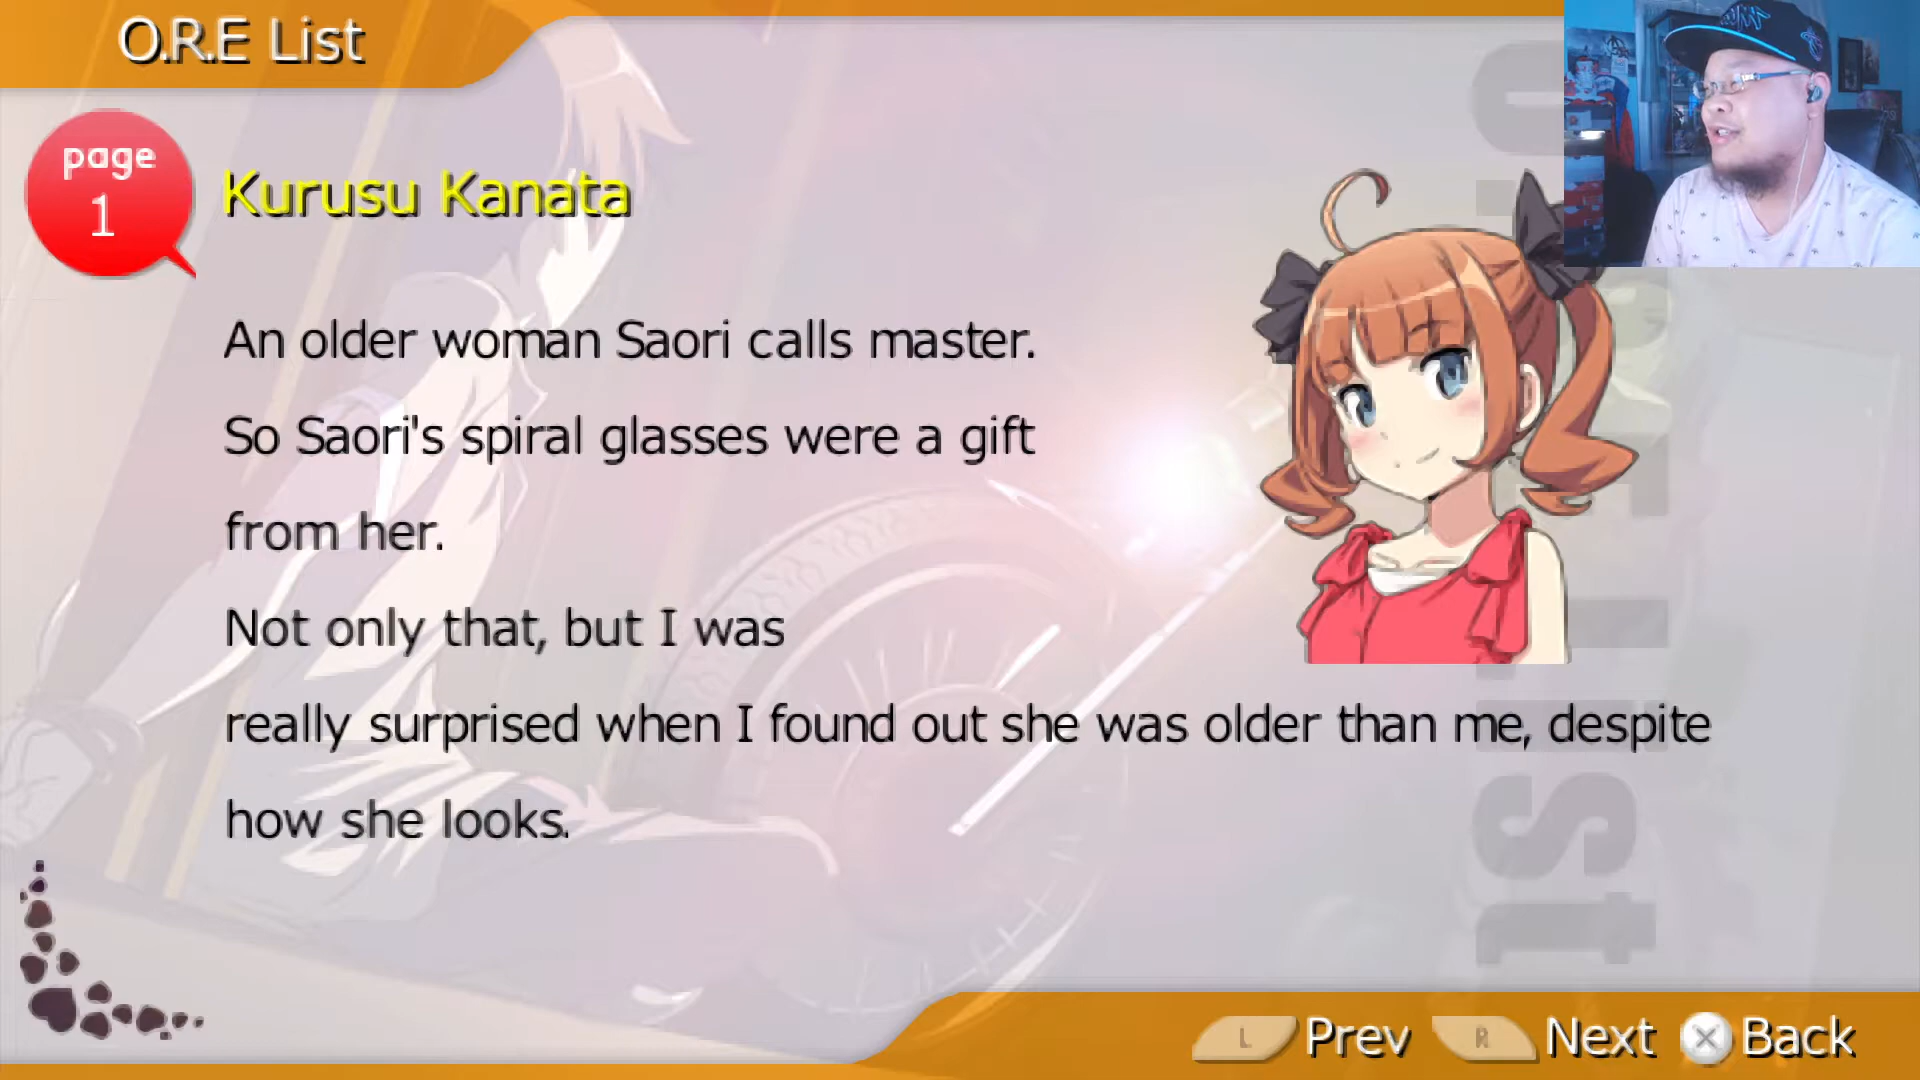 O.R.E List
page
1
Kurusu Kanata
An older woman Saori calls master.
So Saori's spiral glasses were a gift
from her.
Not only that, but I was
really surprised when I found out she was older than me, despite
how she looks.
L Prev R Next X Back